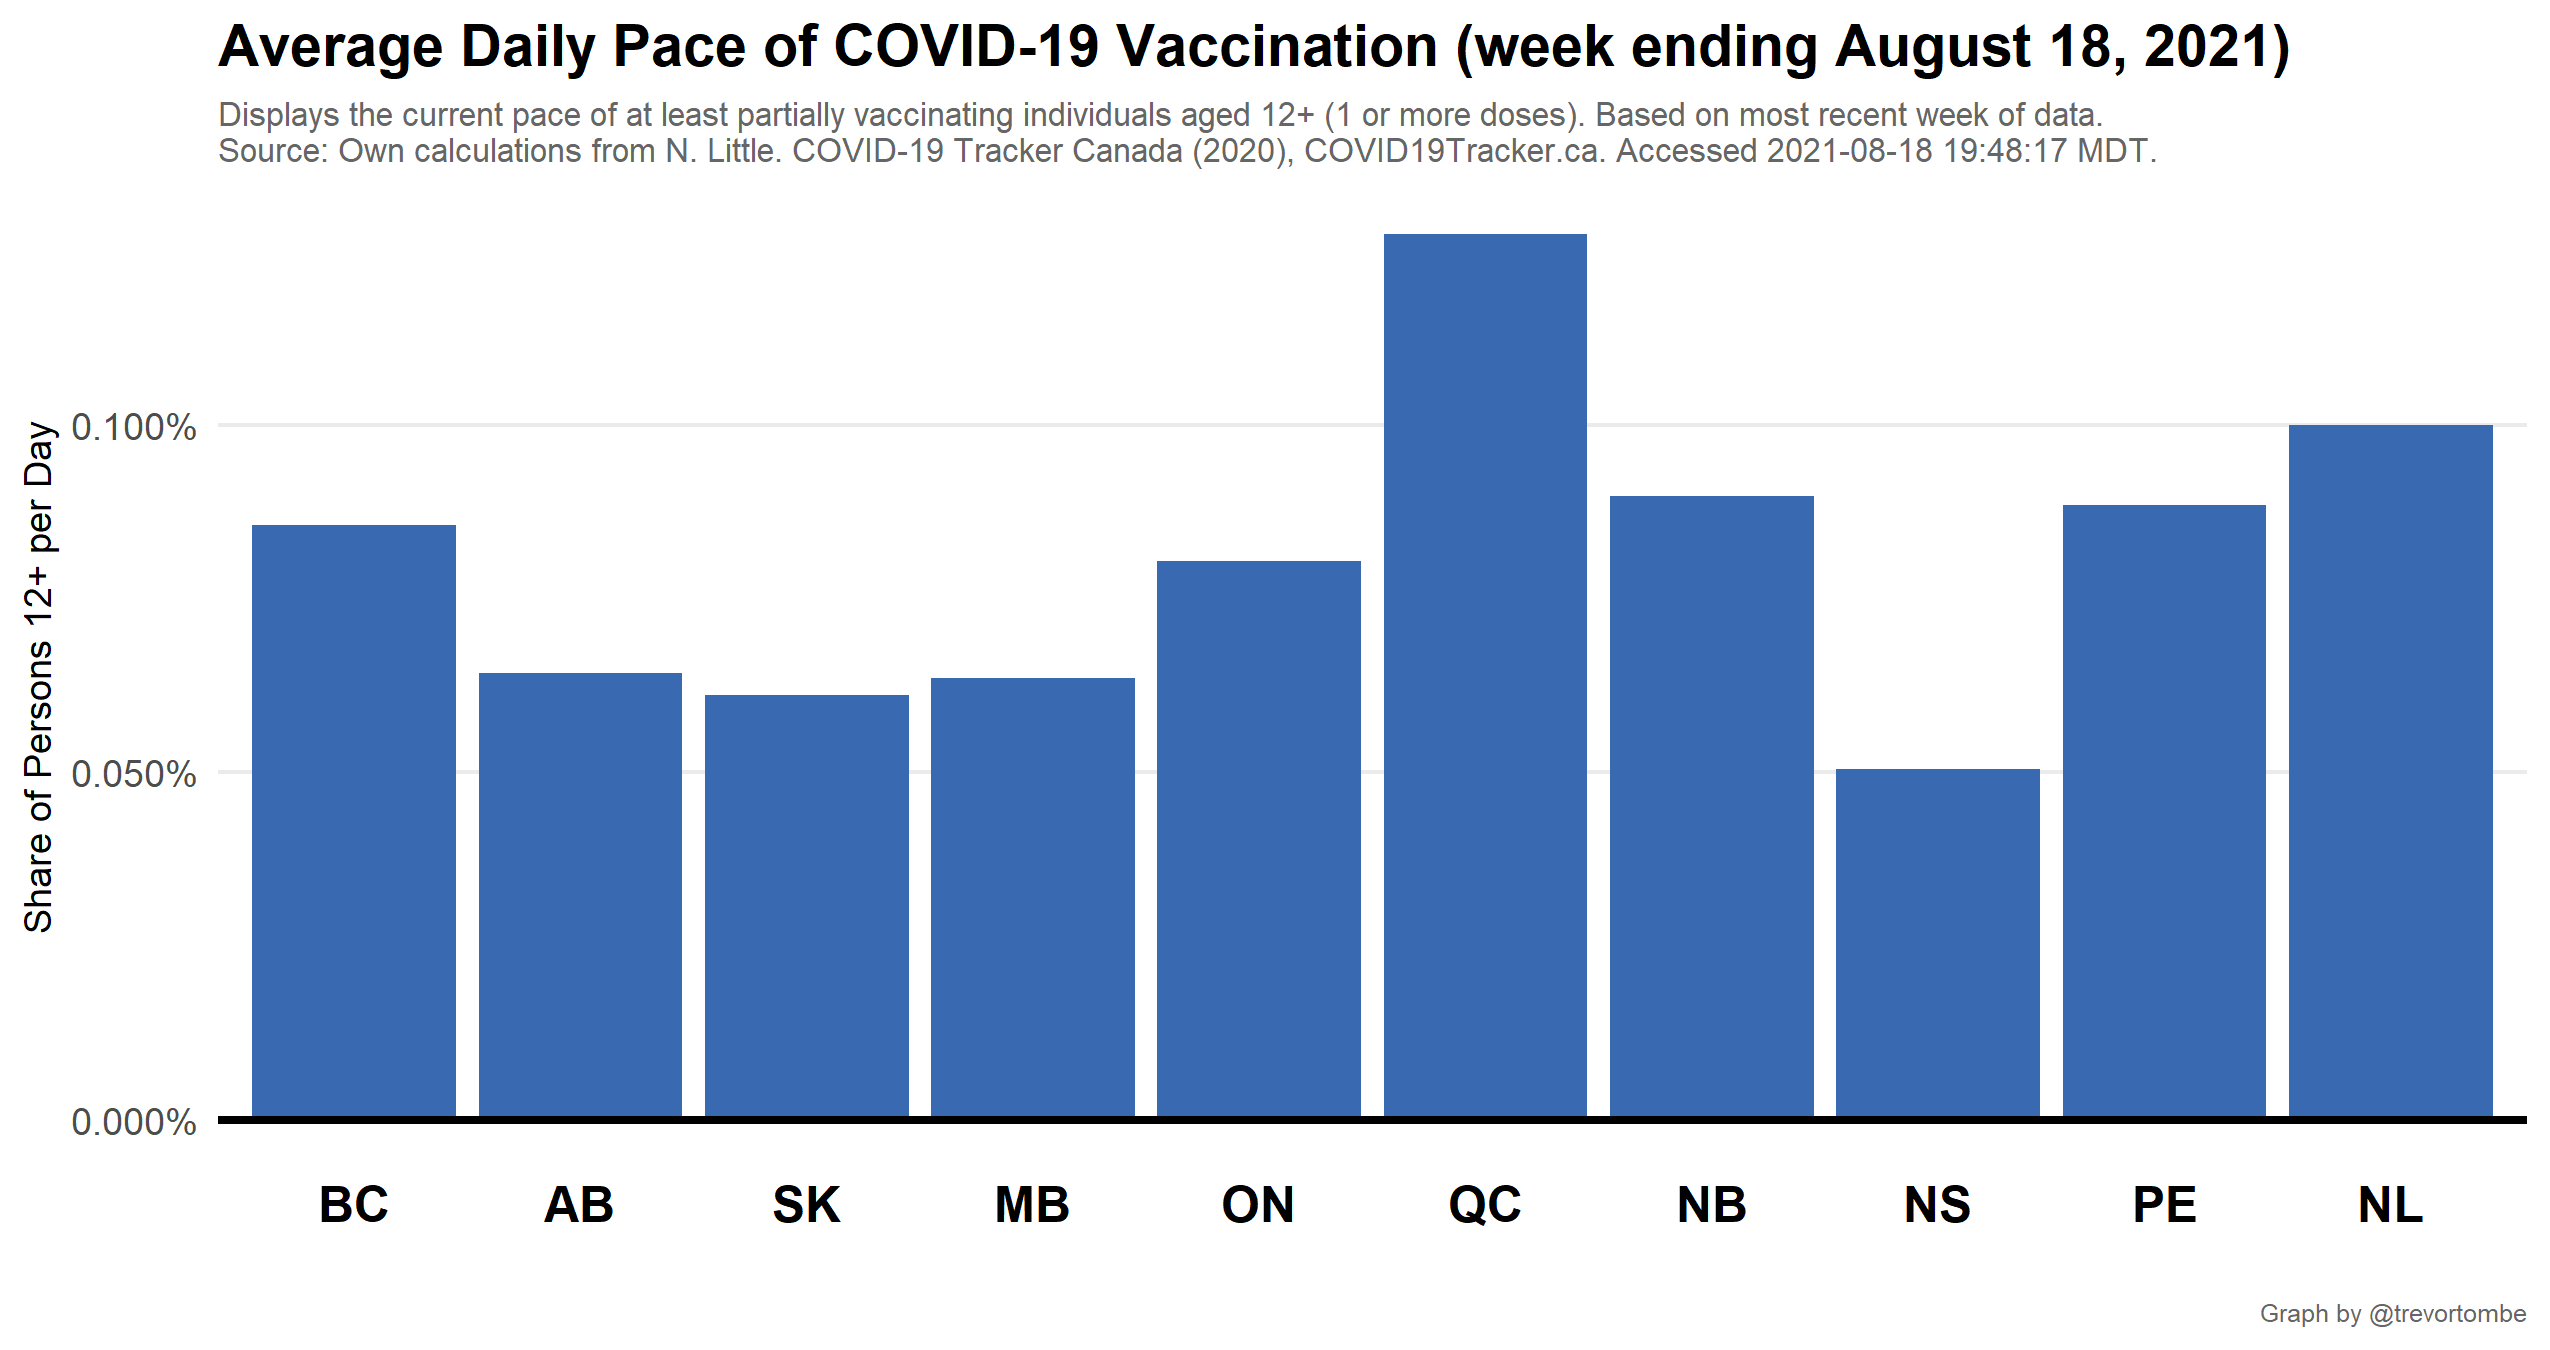 Average Daily Pace of COVID-19 Vaccination (week ending August 18, 2021)
Displays the current pace of at least partially vaccinating individuals aged 12+ (1 or more doses). Based on most recent week of data.
Source: Own calculations from N. Little. COVID-19 Tracker Canada (2020), COVID19Tracker.ca. Accessed 2021-08-18 19:48:17 MDT.
Share of Persons 12+ per Day
0.100%
0.050%
0.000%
BC AB SK MB ON QC NB NS PE NL
Graph by @trevortombe